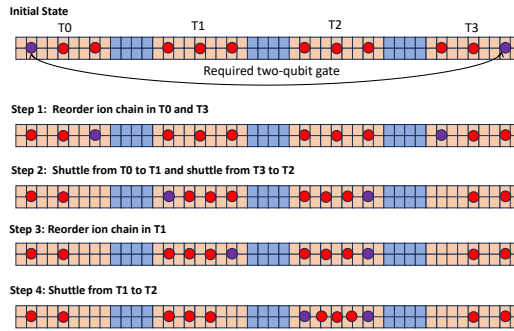 Initial State
T0 T1 T2 T3
Required two-qubit gate
Step 1: Reorder ion chain in T0 and T3
Step 2: Shuttle from T0 to T1 and shuttle from T3 to T2
Step 3: Reorder ion chain in T1
Step 4: Shuttle from T1 to T2